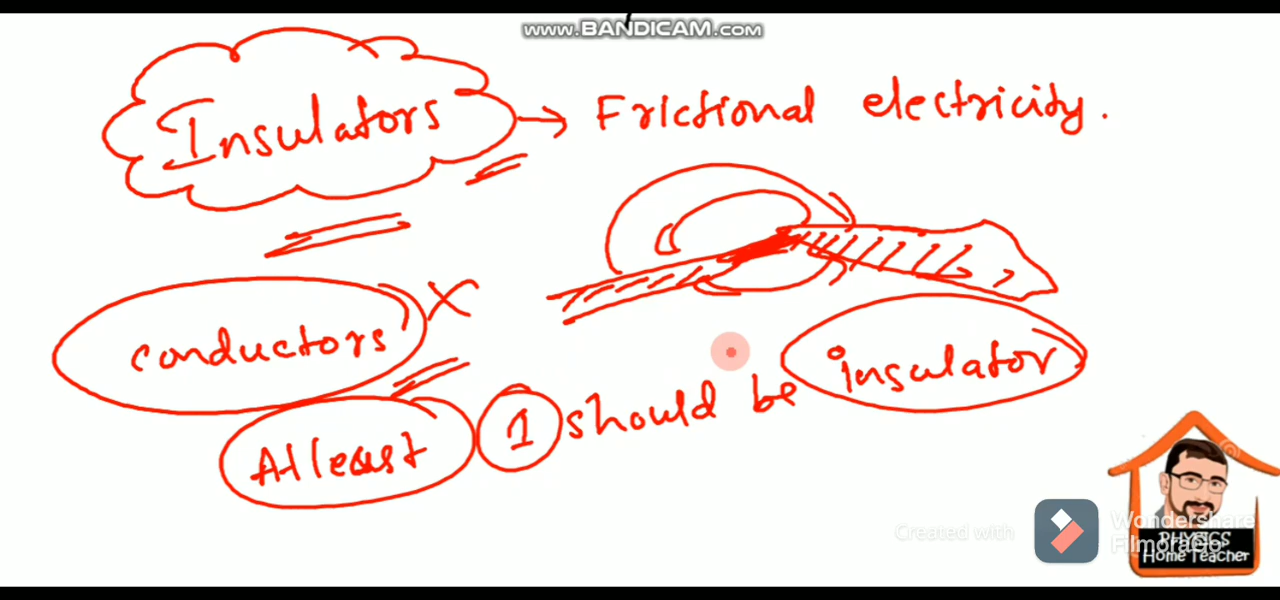 WWW.BANDICAM.COM
Insulators → Frictional electricity.
conductors X
insulator
Atleast 1 should be
Created with
Wondershare
Filmora
PHYSICS
Home Teacher